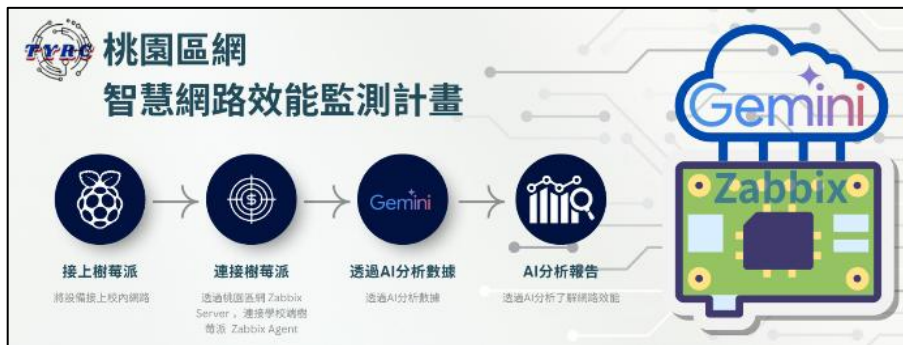 TYRC
桃園區網
智慧網路效能監測計畫
Gemini
Zabbix
Gemini
接上樹莓派
將設備接上校內網路
連接樹莓派
透過桃園區網 Zabbix
Server，連接學校端樹
莓派 Zabbix Agent
透過AI分析數據
透過AI分析數據
AI分析報告
透過AI分析了解網路效能